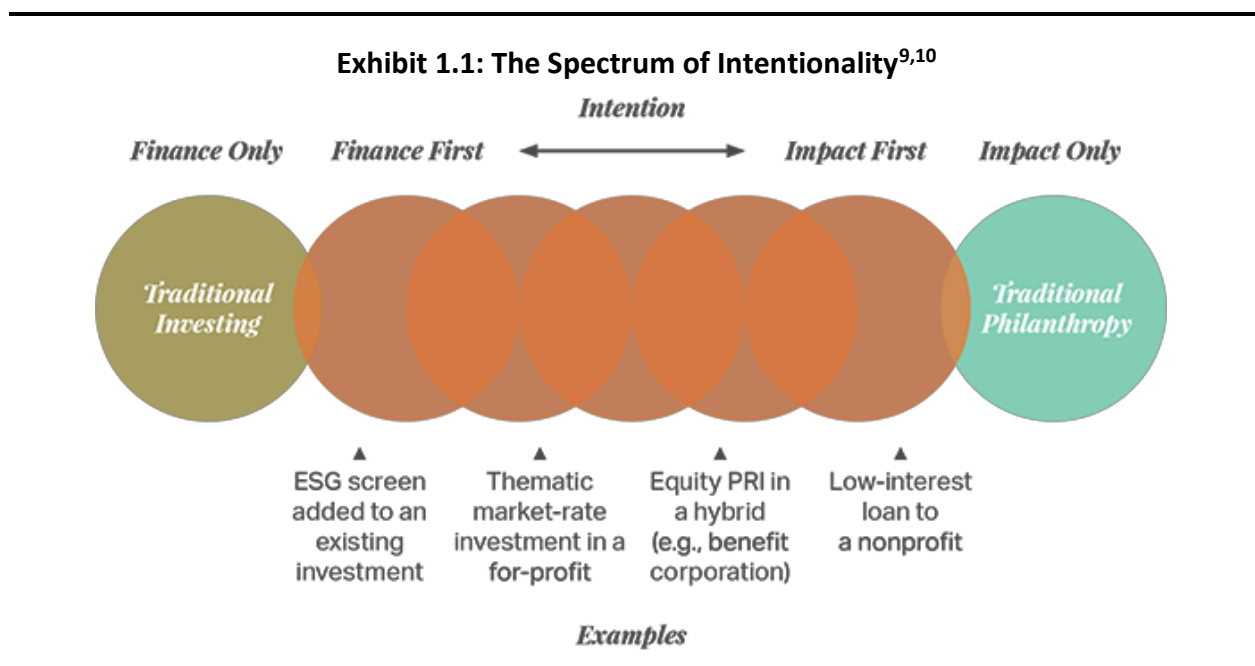 Exhibit 1.1: The Spectrum of Intentionality9,10
Intention
Finance Only
Finance First
Impact First
Impact Only
Traditional
Investing
Traditional
Philanthropy
ESG screen
added to an
existing
investment
Thematic
market-rate
investment in a
for-profit
Equity PRI in
a hybrid
(e.g., benefit
corporation)
Low-interest
loan to
a nonprofit
Examples